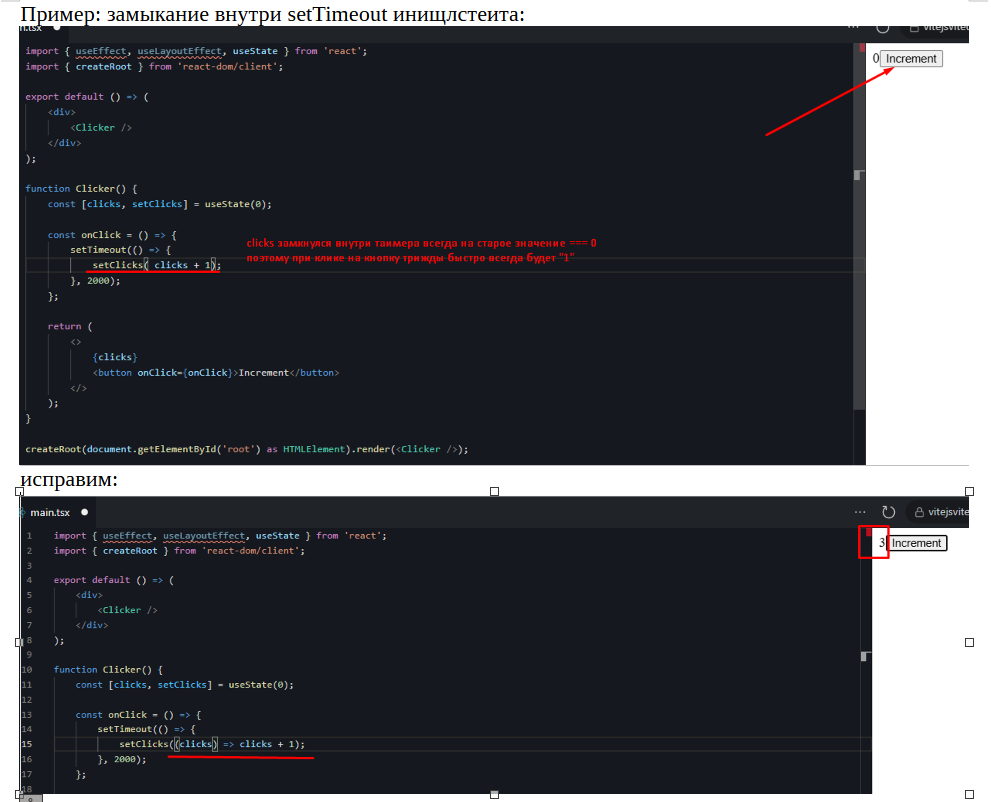 Пример: замыкание внутри setTimeout инищлстеита:
n.tsx ● ... vitejsvite
import { useEffect, useLayoutEffect, useState } from 'react';
import { createRoot } from 'react-dom/client';
0 Increment
export default () => (
<div>
<Clicker />
</div>
);
function Clicker() {
const [clicks, setClicks] = useState(0);
const onClick = () => {
setTimeout(() => {
setClicks( clicks + 1);
}, 2000);
};
clicks замкнулся внутри таимера всегда на старое значение === 0
поэтому при клике на кнопку трижды быстро всегда будет "1"
return (
<>
{clicks}
<button onClick={onClick}>Increment</button>
</>
);
}
createRoot(document.getElementById('root') as HTMLElement).render(<Clicker />);
исправим:
main.tsx ● ... vitejsvite
1 import { useEffect, useLayoutEffect, useState } from 'react';
2 import { createRoot } from 'react-dom/client';
3 Increment
3
4 export default () => (
5 <div>
6 <Clicker />
7 </div>
8 );
9
10 function Clicker() {
11 const [clicks, setClicks] = useState(0);
12
13 const onClick = () => {
14 setTimeout(() => {
15 setClicks((clicks) => clicks + 1);
16 }, 2000);
17 };
18